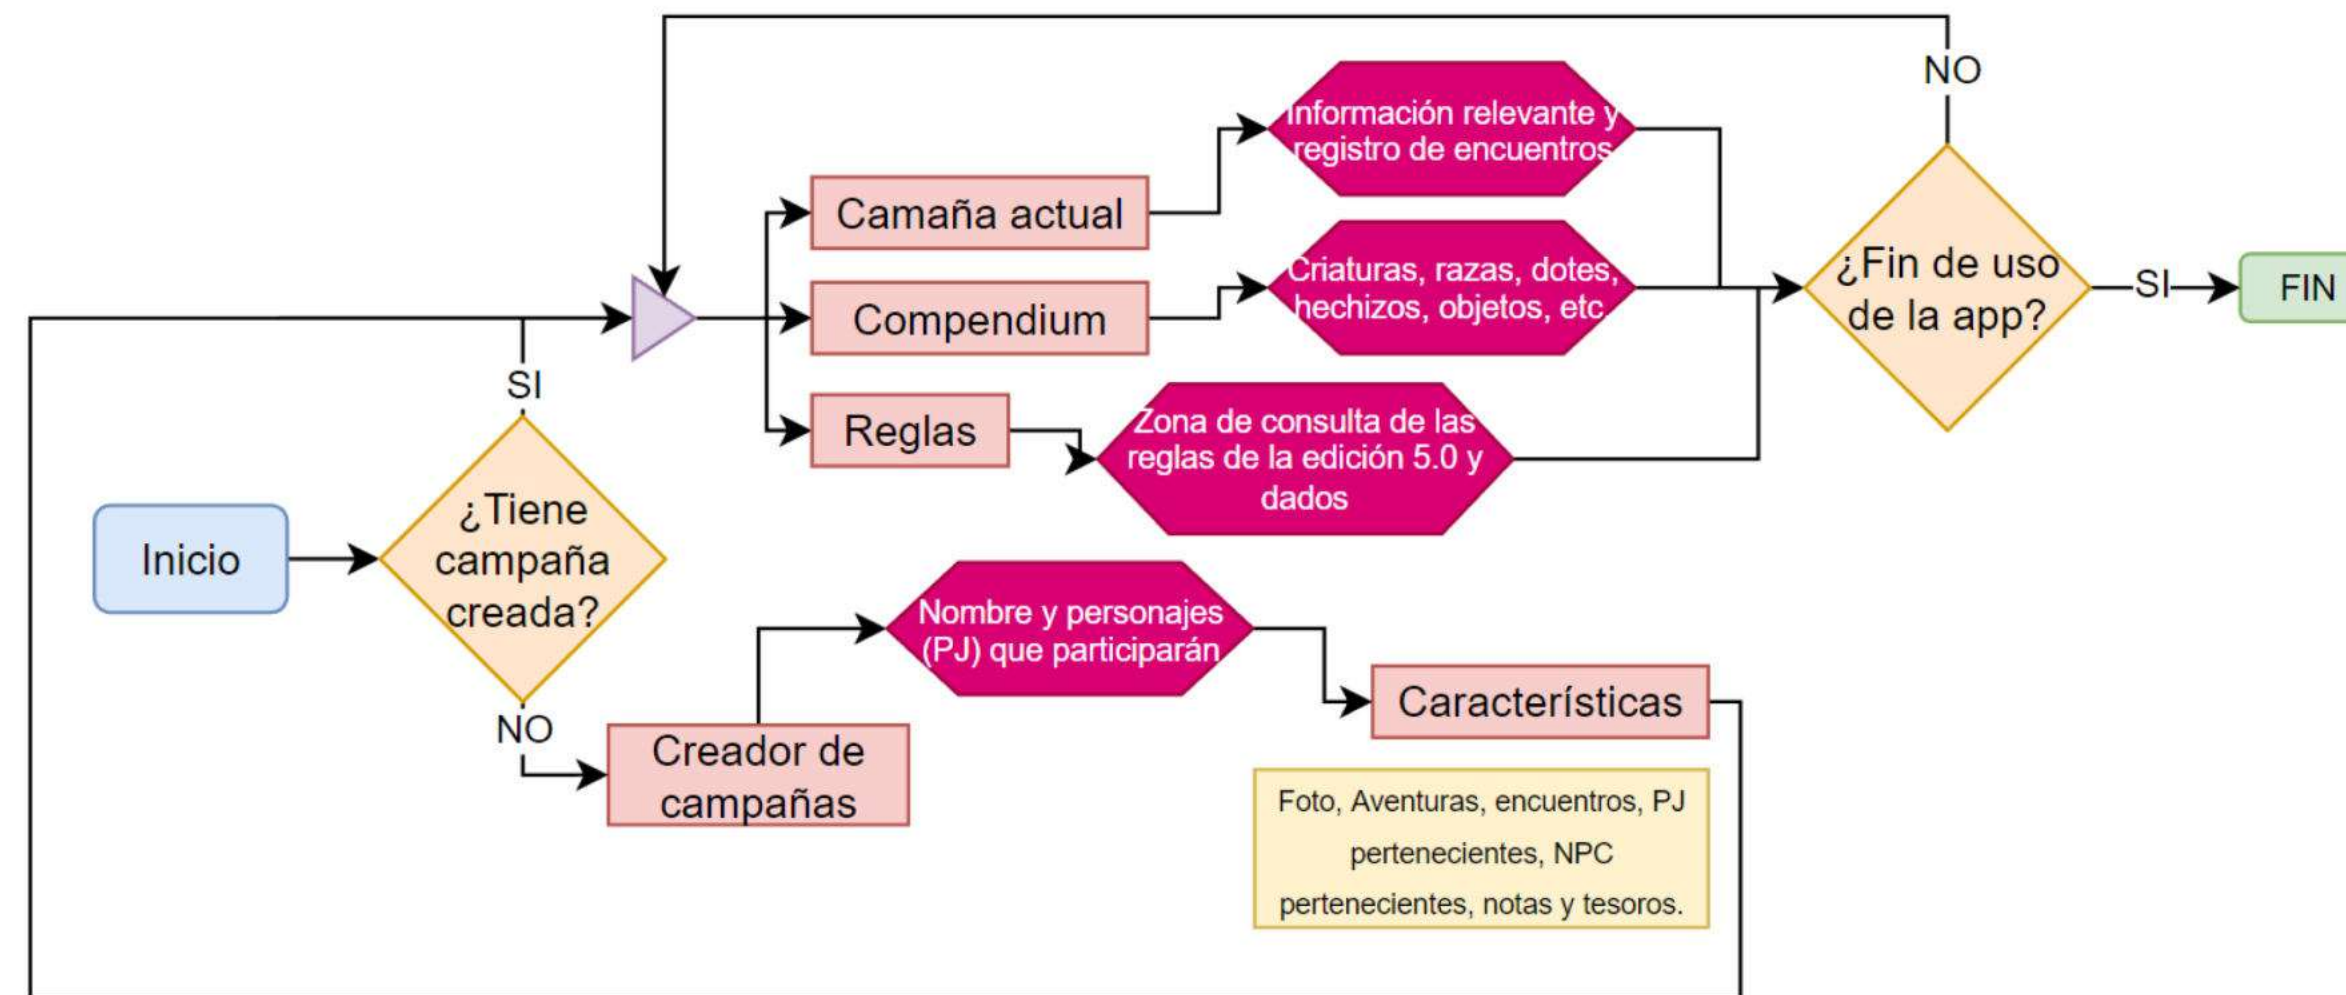 NO
Información relevante y
registro de encuentros
Camaña actual
Criaturas, razas, dotes,
hechizos, objetos, etc
Compendium
¿Fin de uso
de la app?
SI
FIN
SI
Reglas
Zona de consulta de las
reglas de la edición 5.0 y
dados
Inicio
¿Tiene
campaña
creada?
Nombre y personajes
(PJ) que participarán
NO
Creador de
campañas
Características
Foto, Aventuras, encuentros, PJ
pertenecientes, NPC
pertenecientes, notas y tesoros.